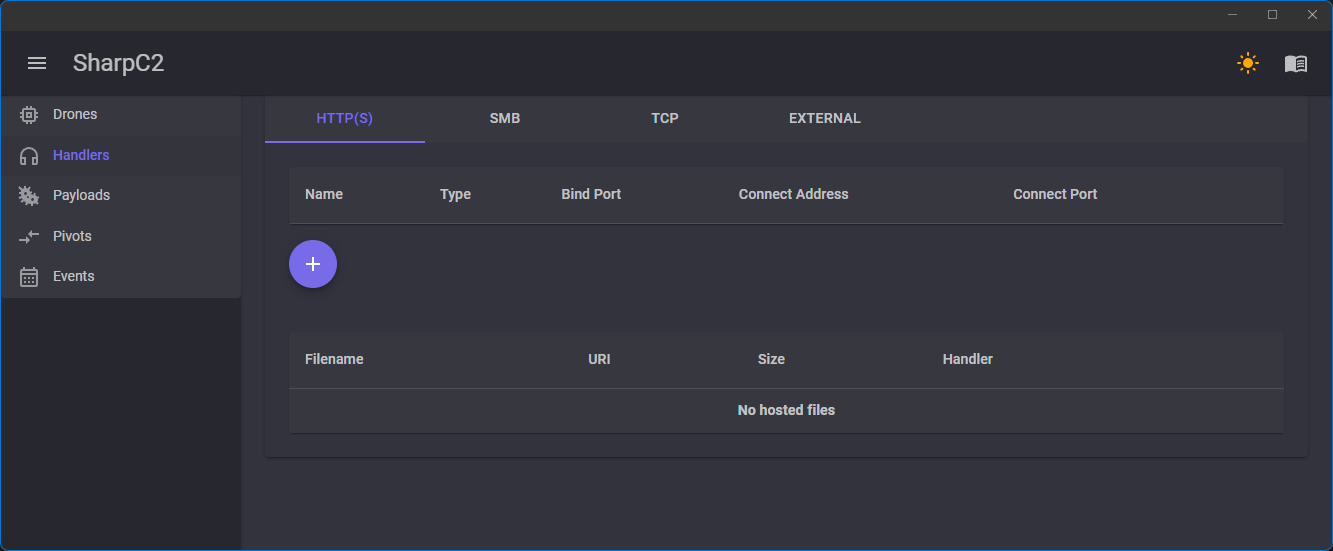 SharpC2
Drones
Handlers
Payloads
Pivots
Events
HTTP(S) SMB TCP EXTERNAL
Name Type Bind Port Connect Address Connect Port
Filename URI Size Handler
No hosted files